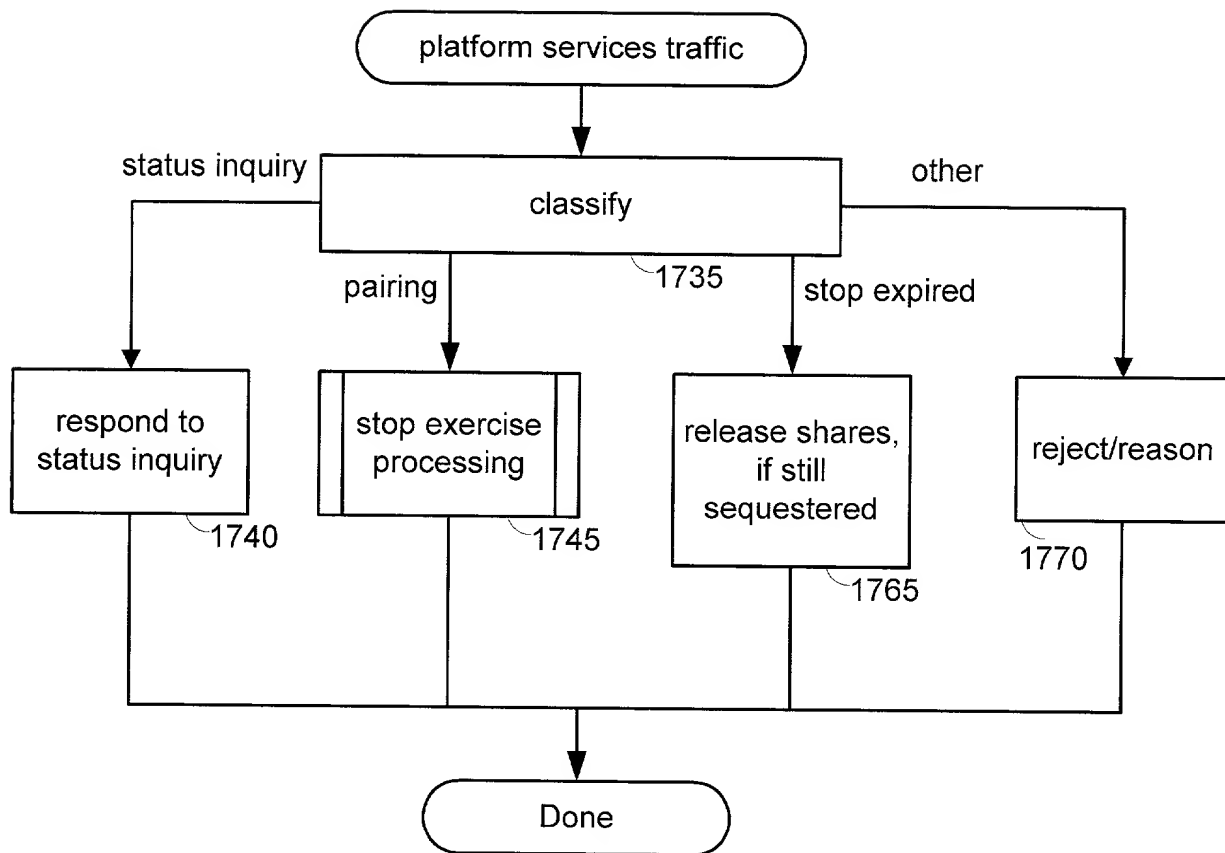 platform services traffic
status inquiry
other
classify
1735
pairing
stop expired
respond to
status inquiry
1740
stop exercise
processing
1745
release shares,
if still
sequestered
1765
reject/reason
1770
Done